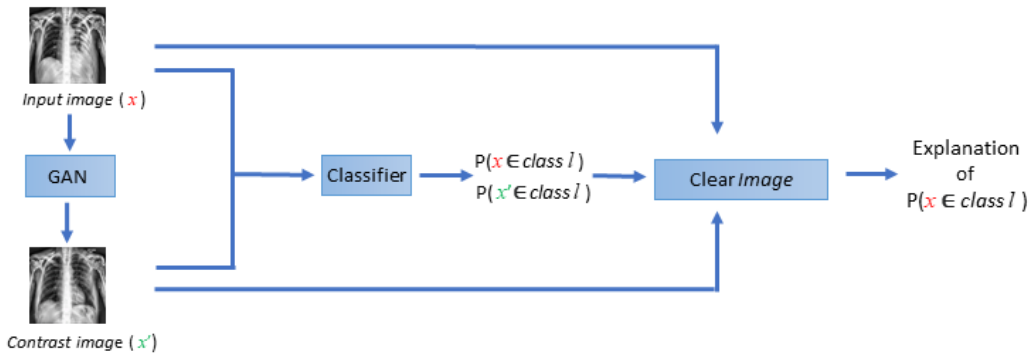 Input image ( x )
GAN
Contrast image ( x′)
Classifier
P(x ∈ class l )
P( x′∈ class l )
Clear Image
Explanation
of
P(x ∈ class l )